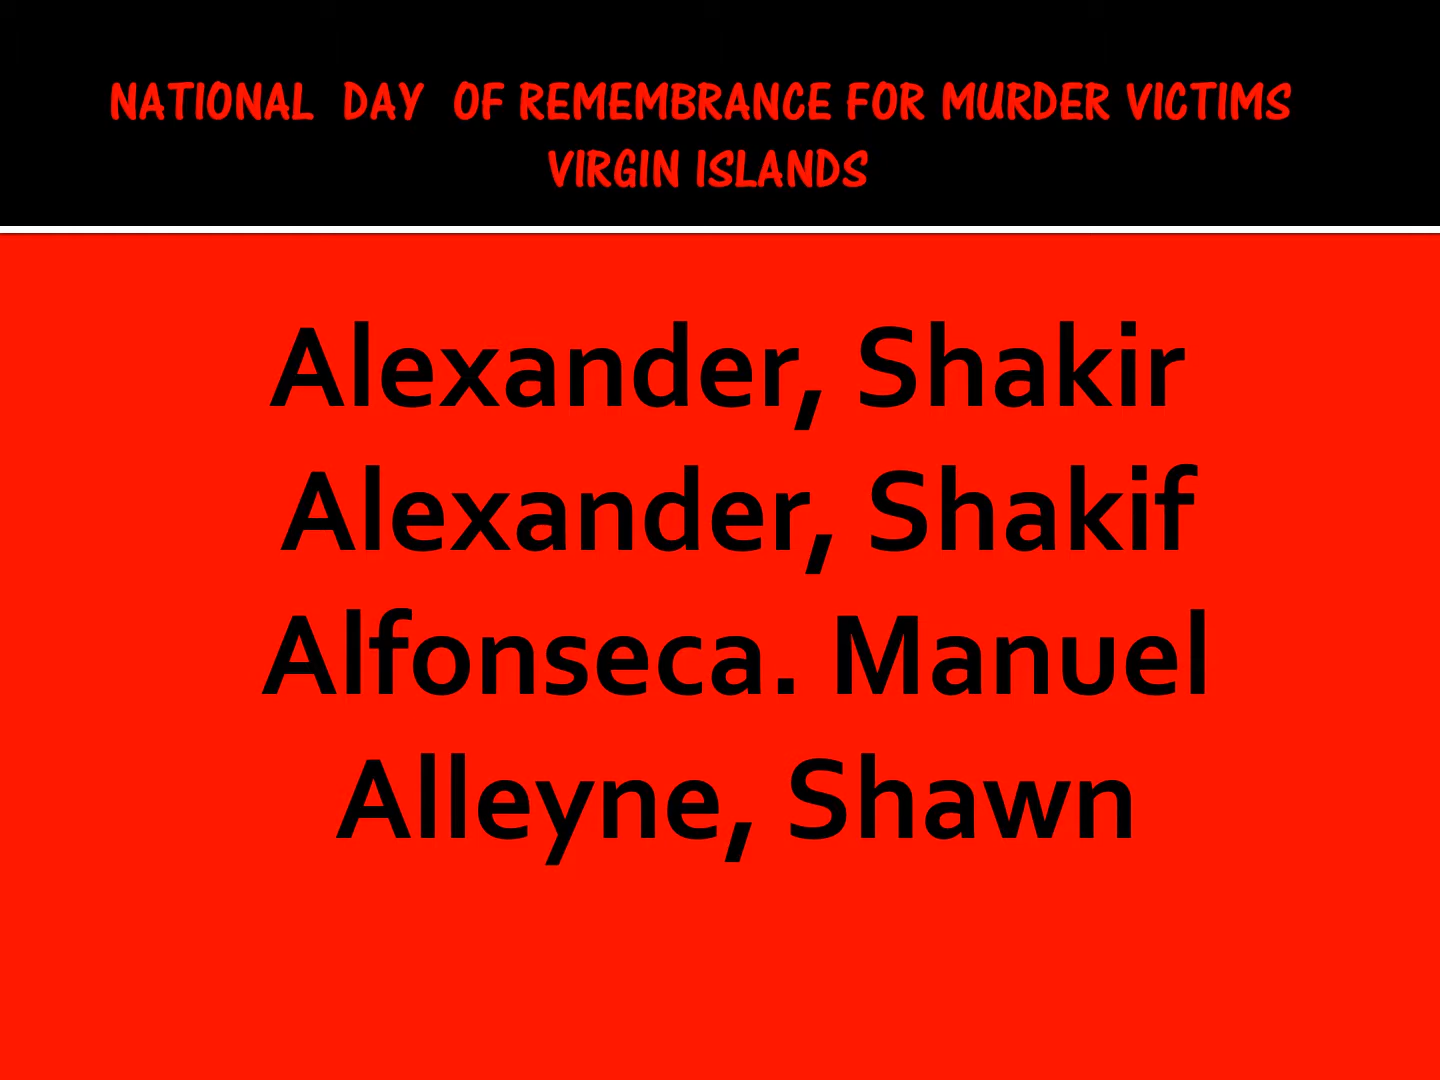 NATIONAL DAY OF REMEMBRANCE FOR MURDER VICTIMS
VIRGIN ISLANDS
Alexander, Shakir
Alexander, Shakif
Alfonseca. Manuel
Alleyne, Shawn